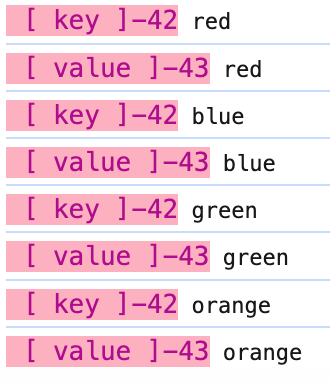 [ key ]-42 red
[ value ]-43 red
[ key ]-42 blue
[ value ]-43 blue
[ key ]-42 green
[ value ]-43 green
[ key ]-42 orange
[ value ]-43 orange